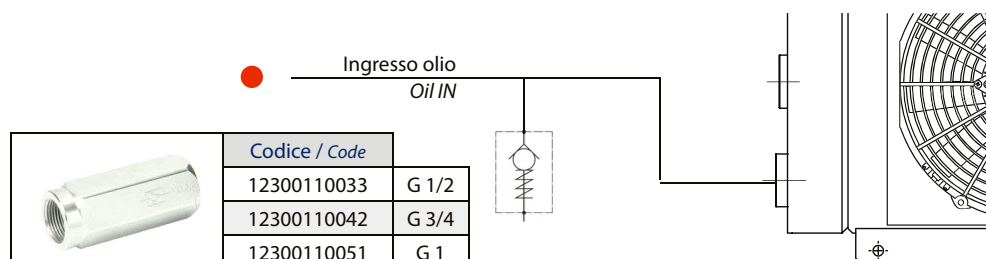 Ingresso olio
Oil IN
Codice / Code
12300110033 G 1/2
12300110042 G 3/4
12300110051 G 1